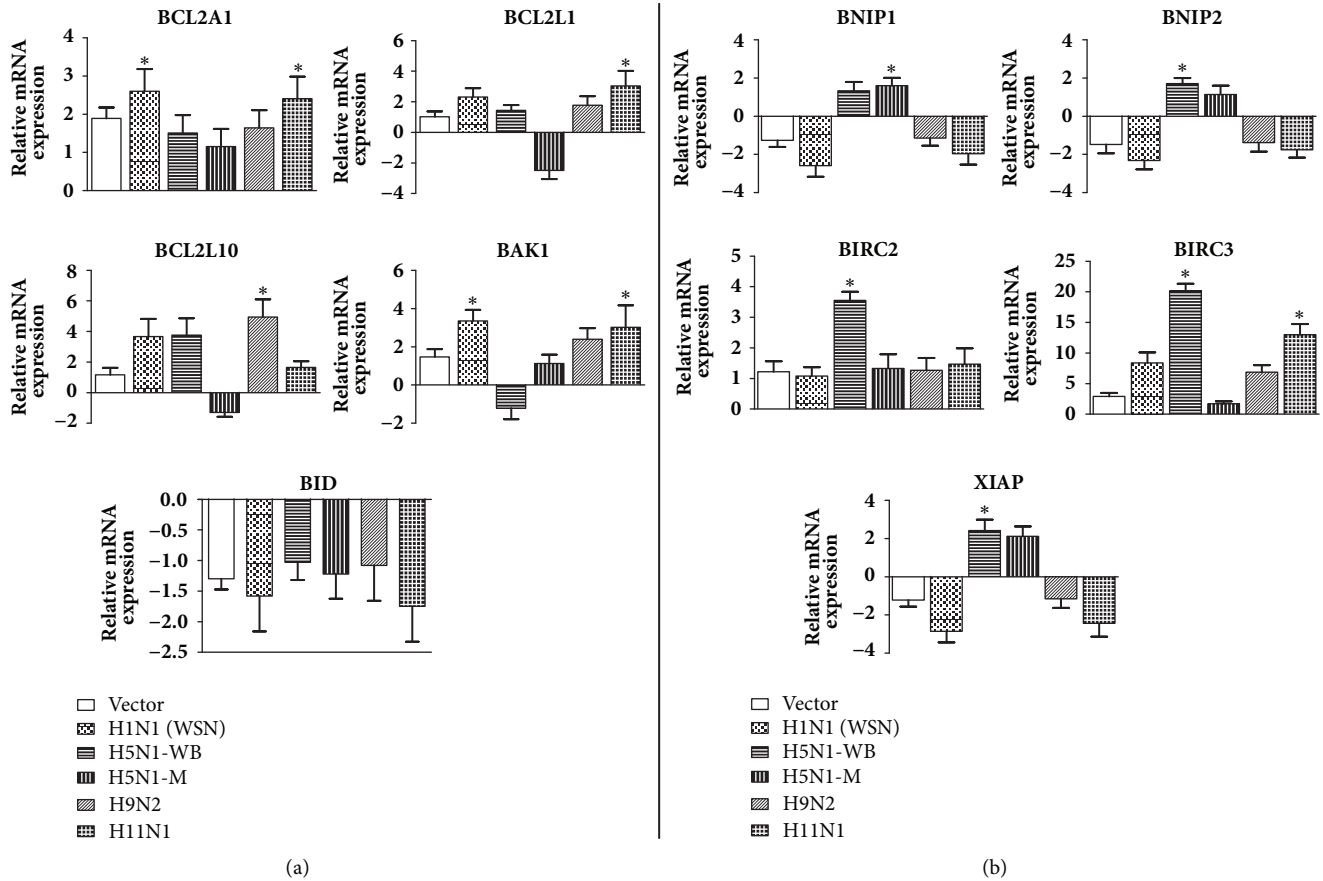 BCL2A1
Relative mRNA
expression
4
3
2
1
0
*
*
BCL2L1
Relative mRNA
expression
6
4
2
0
−2
−4
*
BCL2L10
Relative mRNA
expression
8
6
4
2
0
−2
*
BAK1
Relative mRNA
expression
6
4
2
0
−2
*
*
BID
Relative mRNA
expression
0.0
−0.5
−1.0
−1.5
−2.0
−2.5
Vector
H1N1 (WSN)
H5N1-WB
H5N1-M
H9N2
H11N1
(a)
BNIP1
Relative mRNA
expression
4
2
0
−2
−4
*
BNIP2
Relative mRNA
expression
4
2
0
−2
−4
*
BIRC2
Relative mRNA
expression
5
4
3
2
1
0
*
BIRC3
Relative mRNA
expression
25
20
15
10
5
0
*
*
XIAP
Relative mRNA
expression
4
2
0
−2
−4
*
Vector
H1N1 (WSN)
H5N1-WB
H5N1-M
H9N2
H11N1
(b)